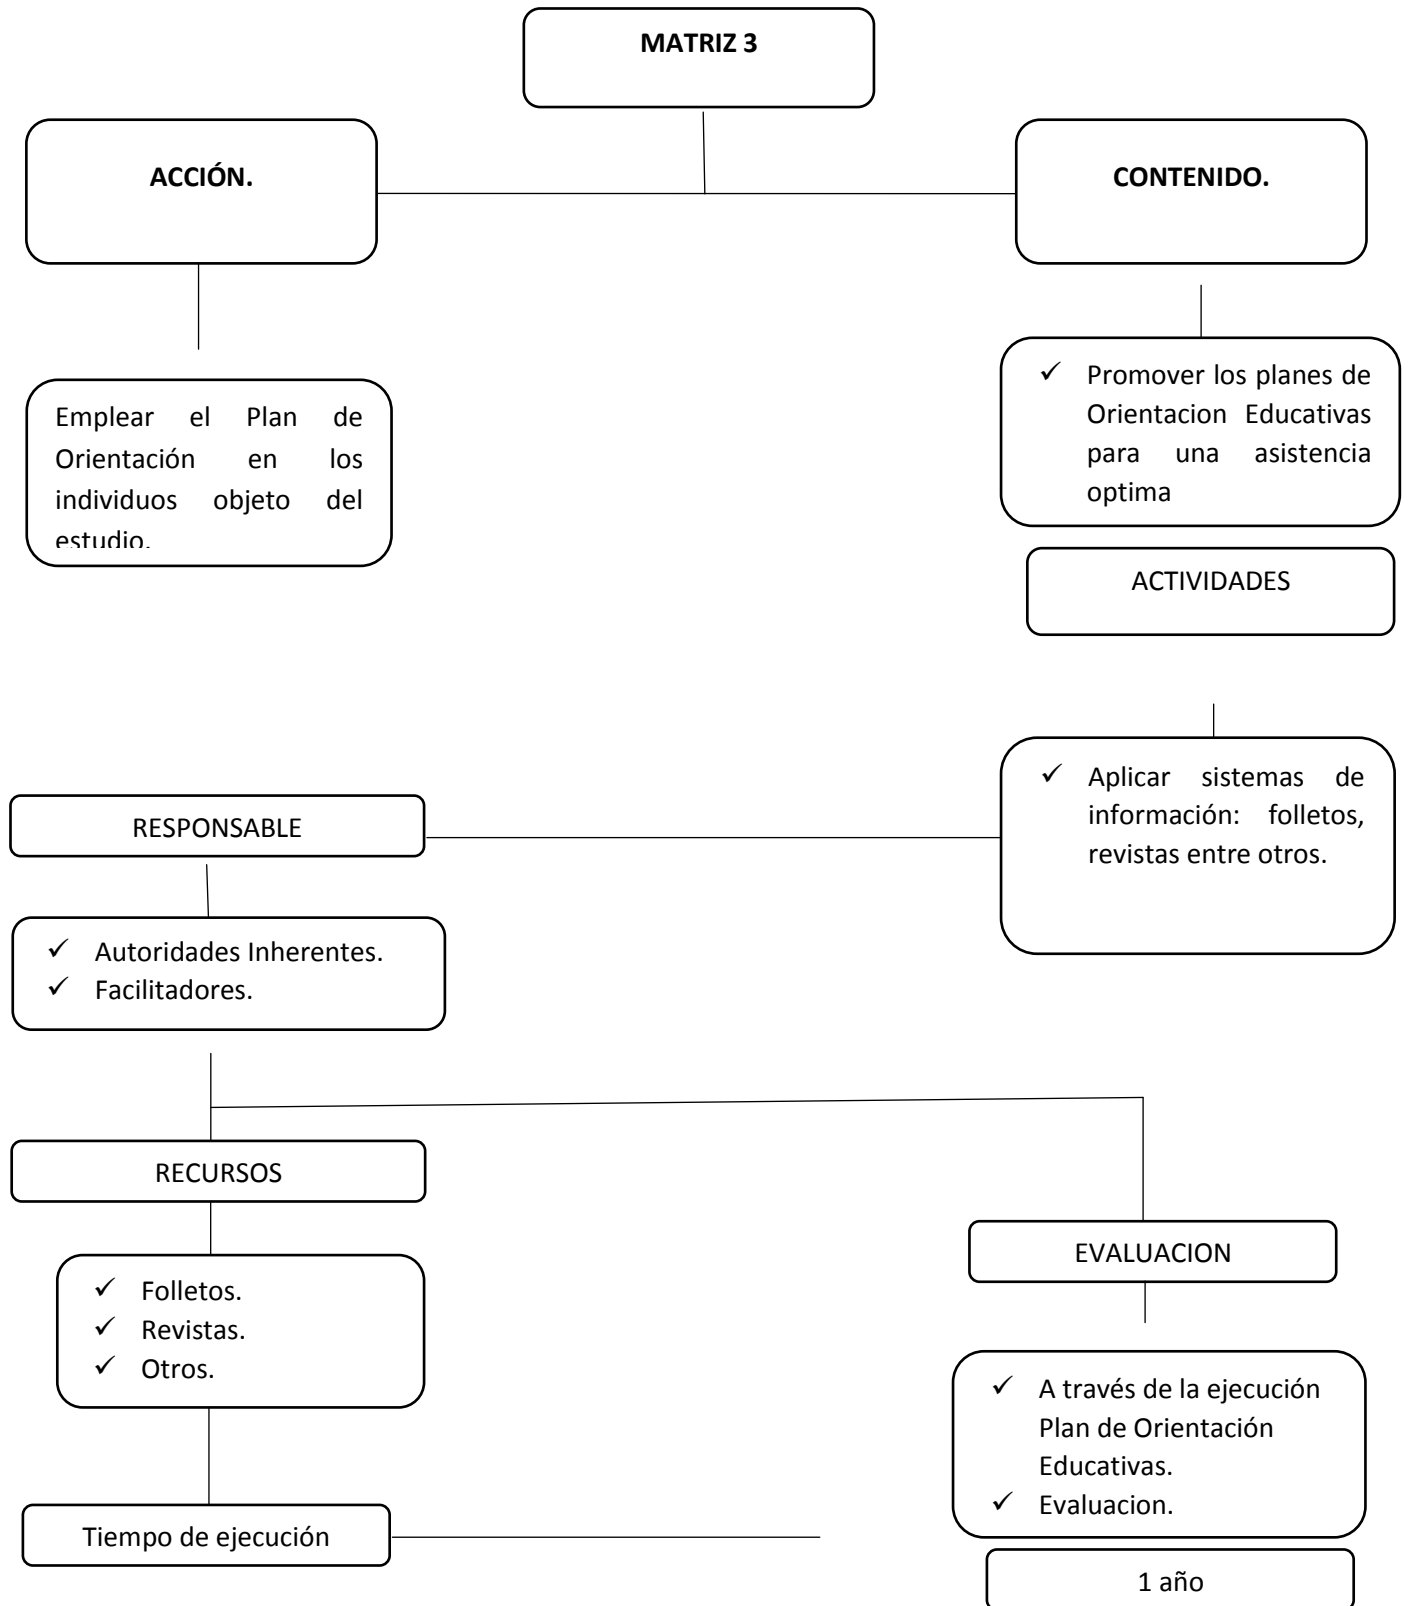 MATRIZ 3
ACCIÓN.
CONTENIDO.
Emplear el Plan de
Orientación en los
individuos objeto del
estudio.
✓ Promover los planes de
Orientacion Educativas
para una asistencia
optima
ACTIVIDADES
✓ Aplicar sistemas de
información: folletos,
revistas entre otros.
RESPONSABLE
✓ Autoridades Inherentes.
✓ Facilitadores.
RECURSOS
✓ Folletos.
✓ Revistas.
✓ Otros.
EVALUACION
✓ A través de la ejecución
Plan de Orientación
Educativas.
✓ Evaluacion.
Tiempo de ejecución
1 año